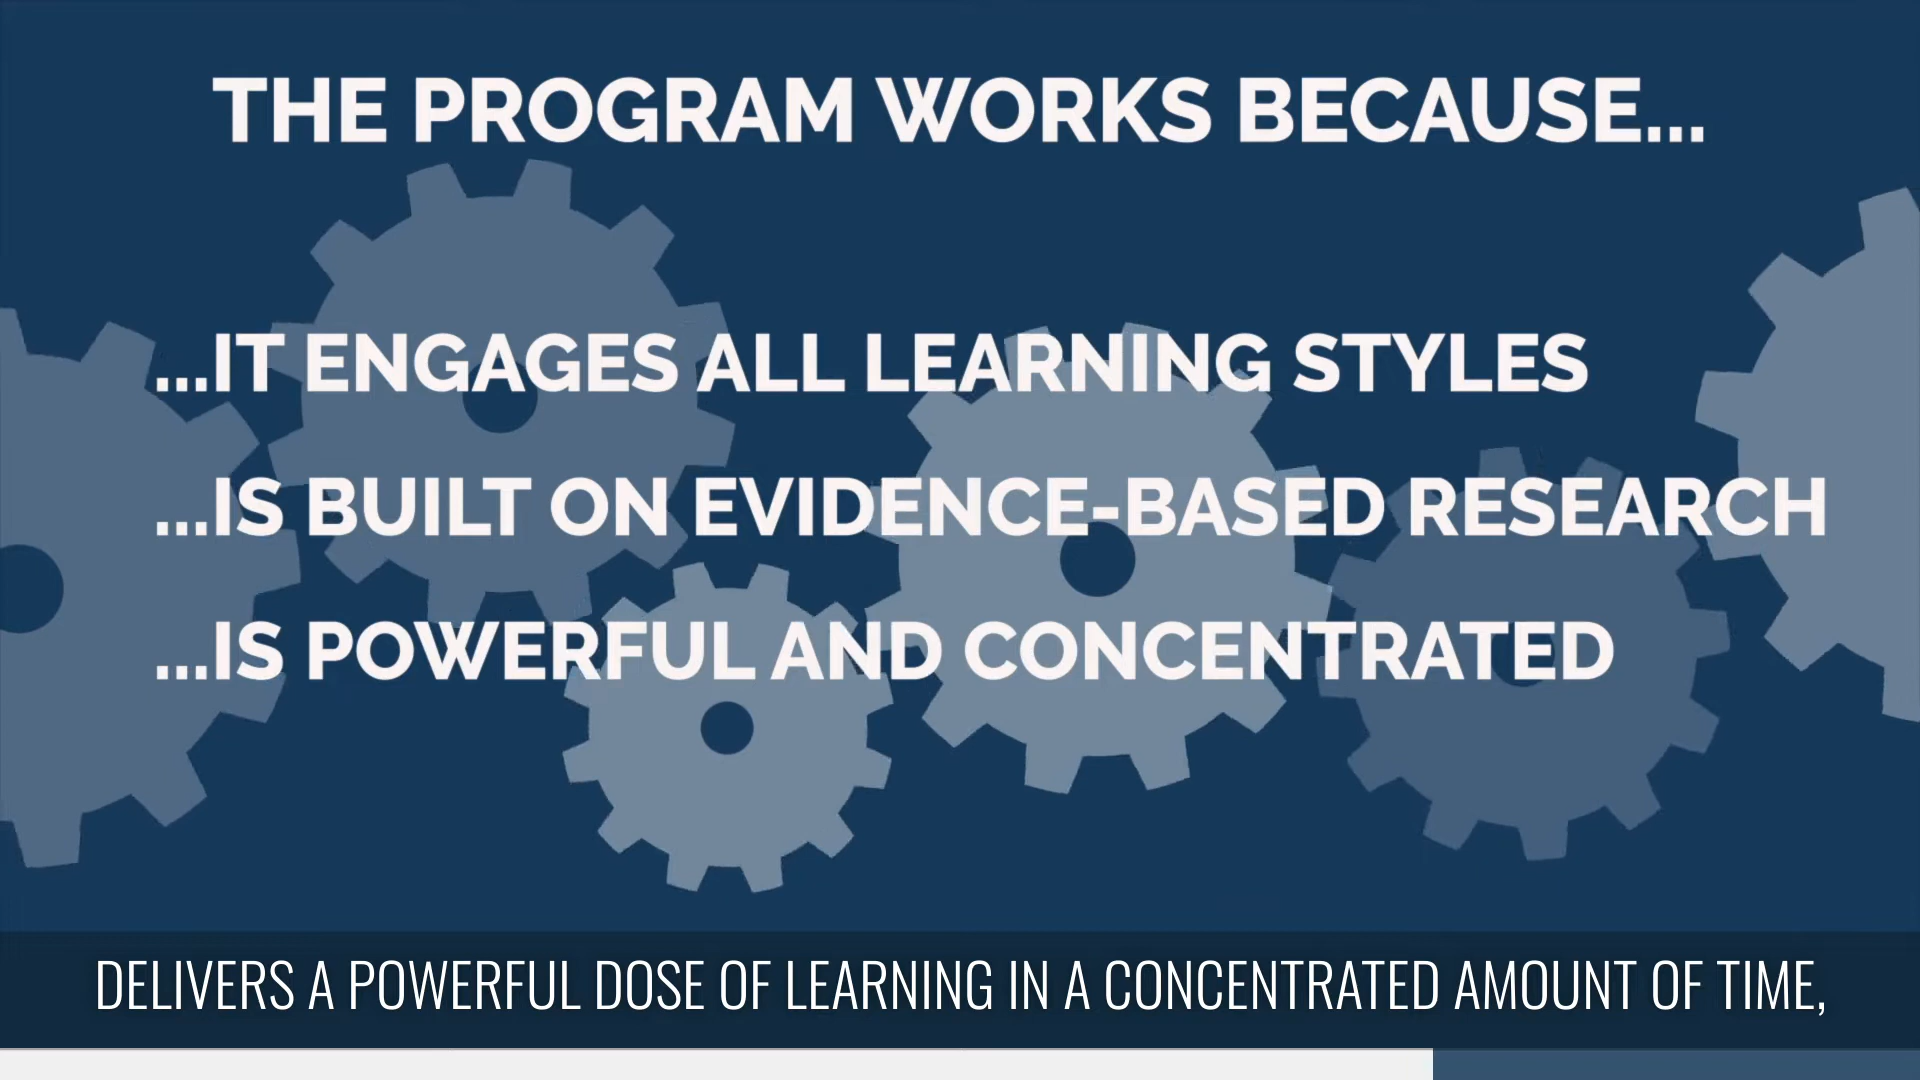 THE PROGRAM WORKS BECAUSE...
...IT ENGAGES ALL LEARNING STYLES
...IS BUILT ON EVIDENCE-BASED RESEARCH
...IS POWERFUL AND CONCENTRATED
DELIVERS A POWERFUL DOSE OF LEARNING IN A CONCENTRATED AMOUNT OF TIME,